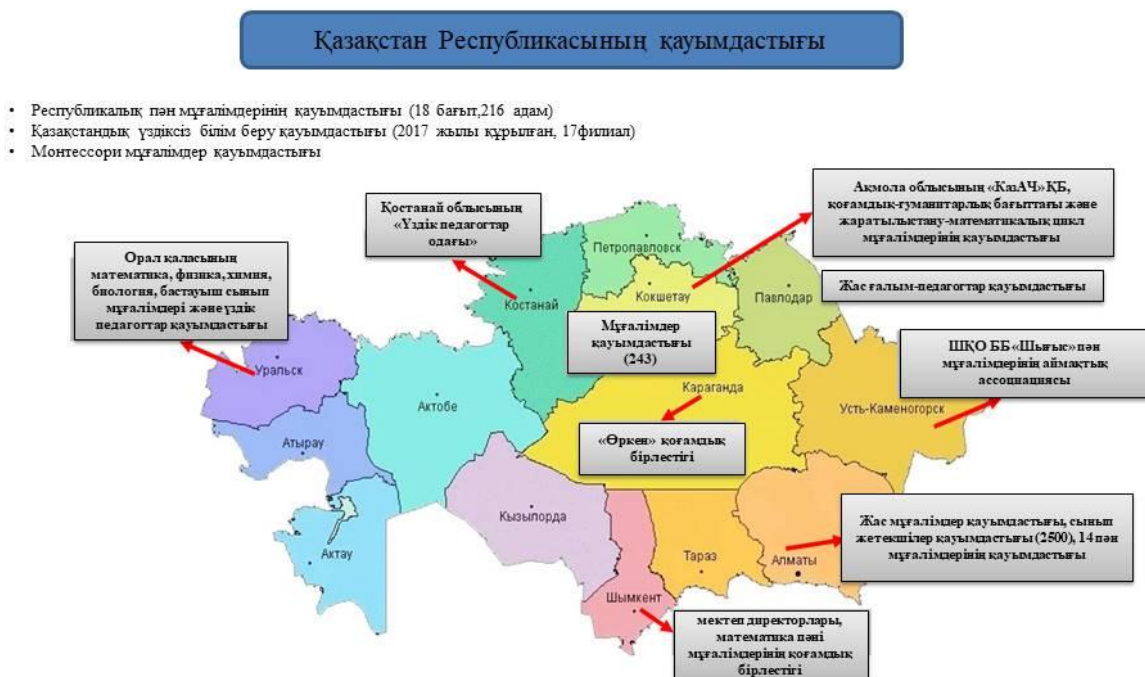 Қазақстан Республикасының қауымдастығы
• Республикалық пән мұғалімдерінің қауымдастығы (18 бағыт,216 адам)
• Қазақстандық үздіксіз білім беру қауымдастығы (2017 жылы құрылған, 17филиал)
• Монтессори мұғалімдер қауымдастығы
Ақмола облысының «КазАЧ» ҚБ,
қоғамдық-гуманитарлық бағыттағы және
жаратылыстану-математикалық цикл
мұғалімдерінің қауымдастығы
Қостанай облысының
«Үздік педагогтар
одағы»
Орал қаласының
математика, физика, химия,
биология, бастауыш сынып
мұғалімдері және үздік
педагогтар қауымдастығы
Петропавловск
Костанай
Кокшетау
Павлодар
Жас ғалым-педагогтар қауымдастығы
Мұғалімдер
қауымдастығы
(243)
ШҚО ББ «Шығыс» пән
мұғалімдерінің аймақтық
ассоциациясы
Уральск
Актобе
Караганда
Усть-Каменогорск
Атырау
«Өркен» қоғамдық
бірлестігі
Кызылорда
Актау
Тараз
Алматы
Жас мұғалімдер қауымдастығы, сынып
жетекшілер қауымдастығы (2500), 14 пән
мұғалімдерінің қауымдастығы
Шымкент
мектеп директорлары,
математика пәні
мұғалімдерінің қоғамдық
бірлестігі